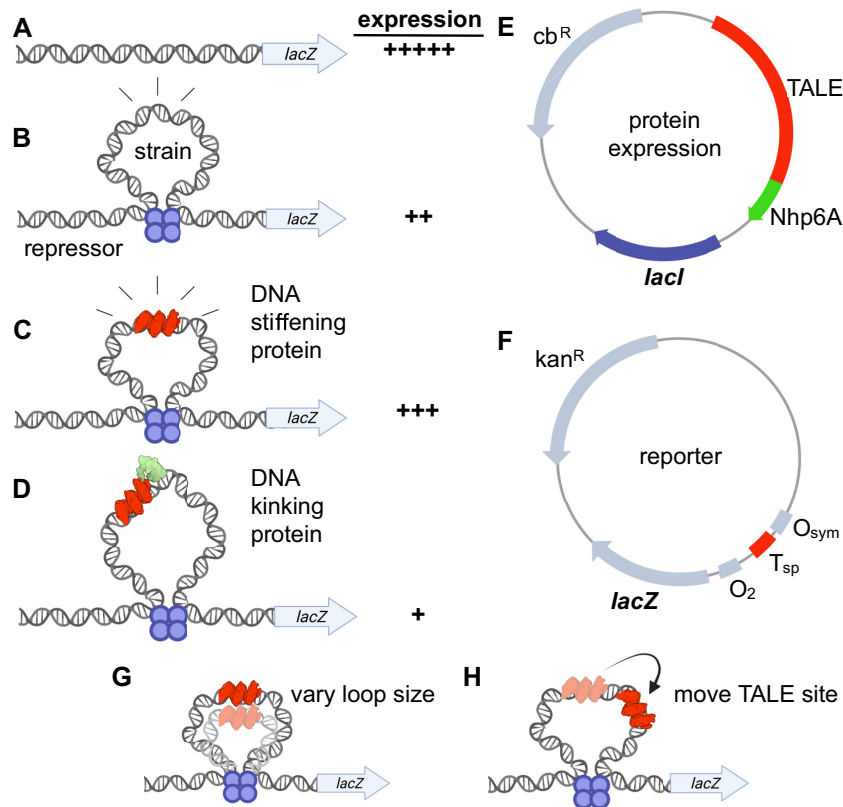 A
expression
lacZ
+++++
B
strain
lacZ
++
repressor
C
DNA
stiffening
protein
lacZ
+++
D
DNA
kinking
protein
lacZ
+
E
cbR
TALE
protein
expression
Nhp6A
lacI
F
kanR
reporter
Osym
Tsp
O2
lacZ
G
vary loop size
lacZ
H
move TALE site
lacZ